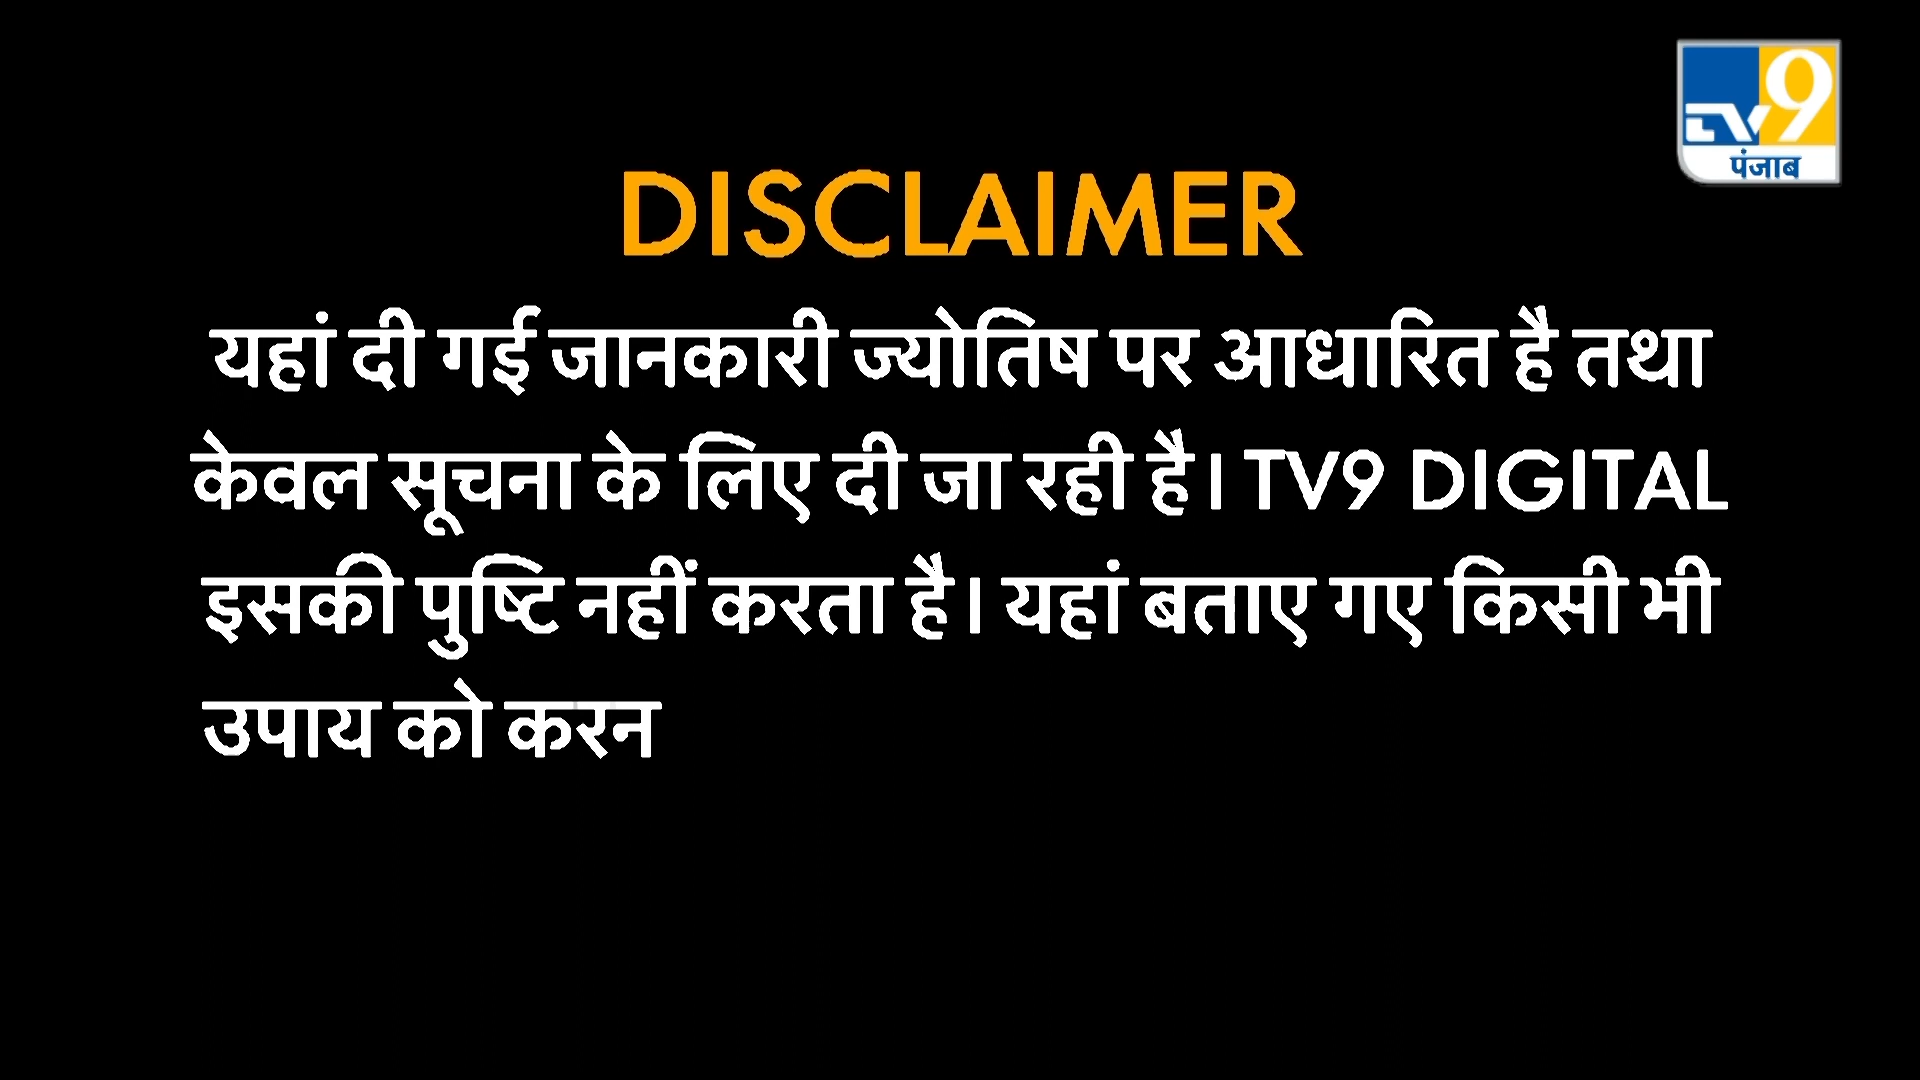 TV9
पंजाब
DISCLAIMER
यहां दी गई जानकारी ज्योतिष पर आधारित है तथा
केवल सूचना के लिए दी जा रही है। TV9 DIGITAL
इसकी पुष्टि नहीं करता है। यहां बताए गए किसी भी
उपाय को करन